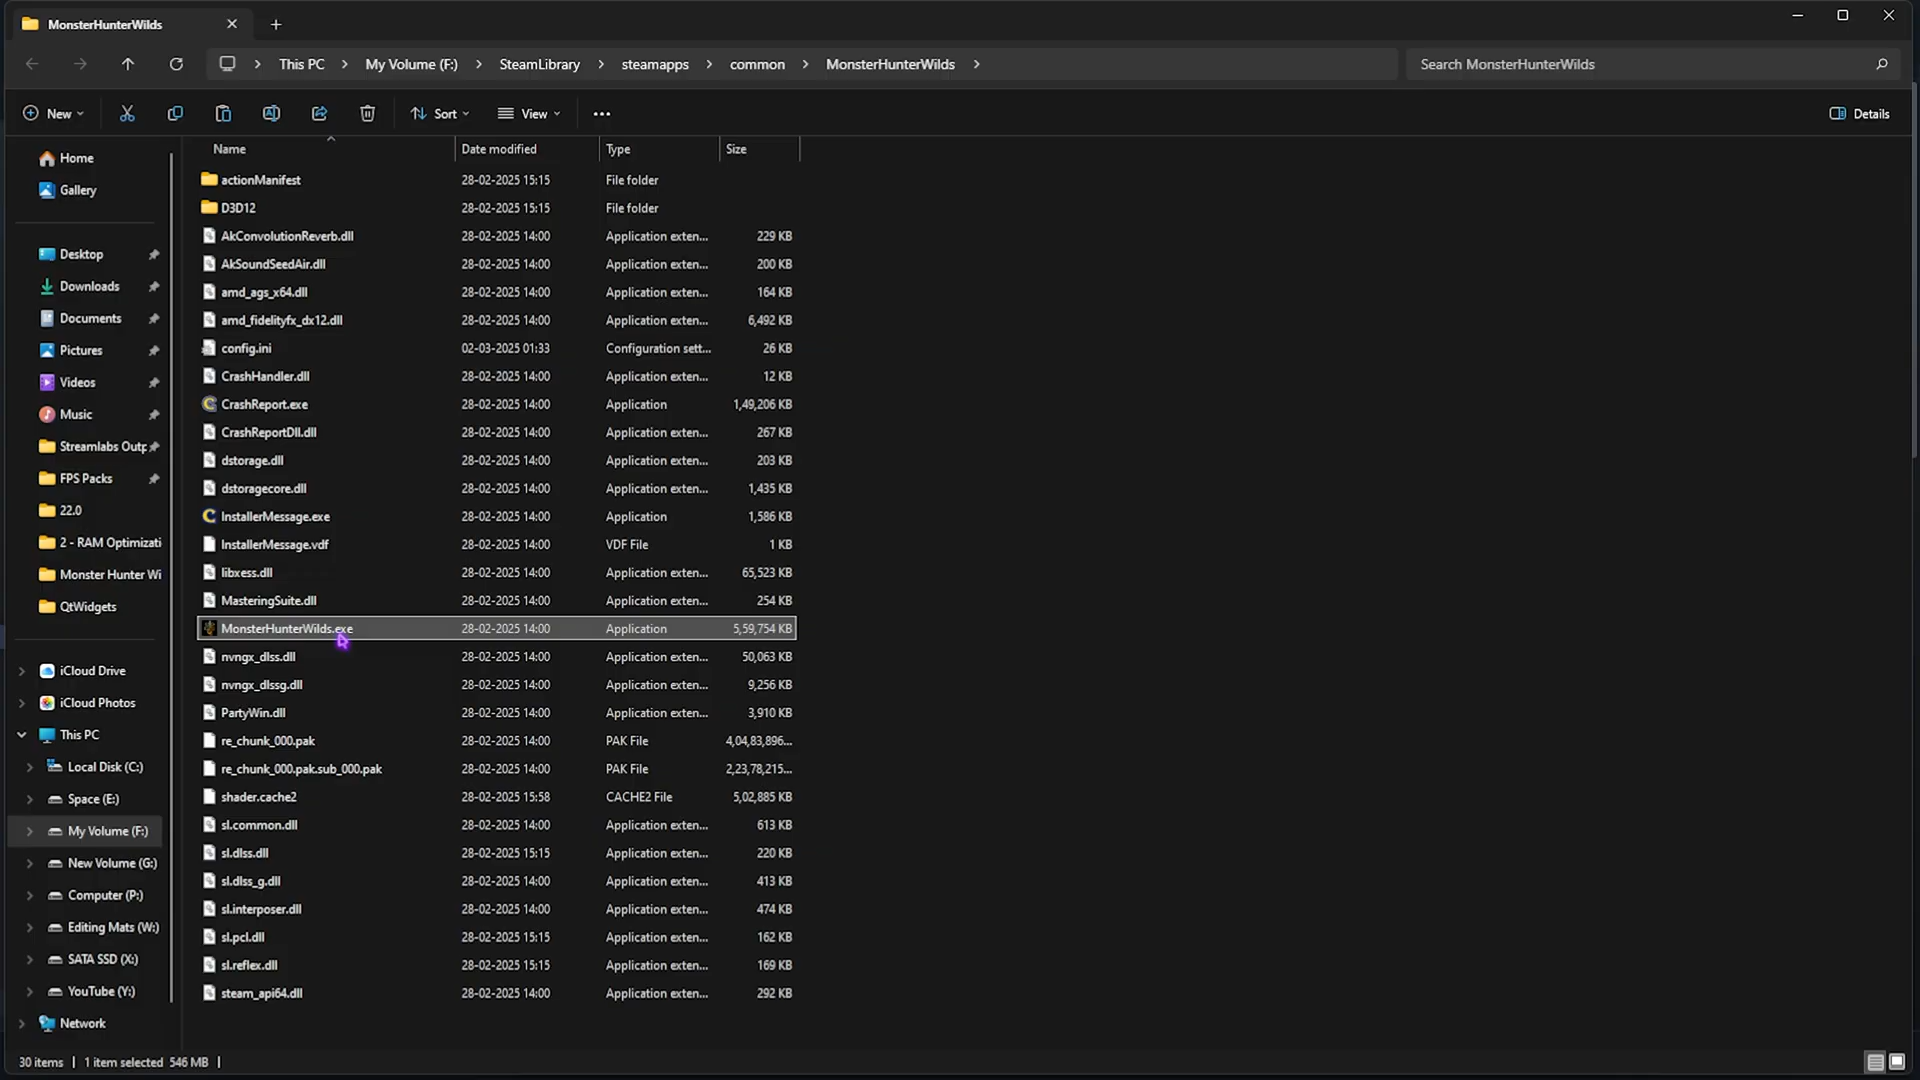 MonsterHunterWilds
This PC > My Volume (F:) > SteamLibrary > steamapps > common > MonsterHunterWilds >
Search MonsterHunterWilds
New
Sort
View
Details
Home
Gallery
Desktop
Downloads
Documents
Pictures
Videos
Music
Streamlabs Outp
FPS Packs
22.0
2 - RAM Optimizati
Monster Hunter Wi
QtWidgets
iCloud Drive
iCloud Photos
This PC
Local Disk (C:)
Space (E:)
My Volume (F:)
New Volume (G:)
Computer (P:)
Editing Mats (W:)
SATA SSD (X:)
YouTube (Y:)
Network
Name Date modified Type Size
actionManifest 28-02-2025 15:15 File folder
D3D12 28-02-2025 15:15 File folder
AkConvolutionReverb.dll 28-02-2025 14:00 Application exten... 229 KB
AkSoundSeedAir.dll 28-02-2025 14:00 Application exten... 200 KB
amd_ags_x64.dll 28-02-2025 14:00 Application exten... 164 KB
amd_fidelityfx_dx12.dll 28-02-2025 14:00 Application exten... 6,492 KB
config.ini 02-03-2025 01:33 Configuration sett... 26 KB
CrashHandler.dll 28-02-2025 14:00 Application exten... 12 KB
CrashReport.exe 28-02-2025 14:00 Application 1,49,206 KB
CrashReportDll.dll 28-02-2025 14:00 Application exten... 267 KB
dstorage.dll 28-02-2025 14:00 Application exten... 203 KB
dstoragecore.dll 28-02-2025 14:00 Application exten... 1,435 KB
InstallerMessage.exe 28-02-2025 14:00 Application 1,586 KB
InstallerMessage.vdf 28-02-2025 14:00 VDF File 1 KB
libxess.dll 28-02-2025 14:00 Application exten... 65,523 KB
MasteringSuite.dll 28-02-2025 14:00 Application exten... 254 KB
MonsterHunterWilds.exe 28-02-2025 14:00 Application 5,59,754 KB
nvngx_dlss.dll 28-02-2025 14:00 Application exten... 50,063 KB
nvngx_dlssg.dll 28-02-2025 14:00 Application exten... 9,256 KB
PartyWin.dll 28-02-2025 14:00 Application exten... 3,910 KB
re_chunk_000.pak 28-02-2025 14:00 PAK File 4,04,83,896...
re_chunk_000.pak.sub_000.pak 28-02-2025 14:00 PAK File 2,23,78,215...
shader.cache2 28-02-2025 15:58 CACHE2 File 5,02,885 KB
sl.common.dll 28-02-2025 14:00 Application exten... 613 KB
sl.dlss.dll 28-02-2025 15:15 Application exten... 220 KB
sl.dlss_g.dll 28-02-2025 14:00 Application exten... 413 KB
sl.interposer.dll 28-02-2025 14:00 Application exten... 474 KB
sl.pcl.dll 28-02-2025 15:15 Application exten... 162 KB
sl.reflex.dll 28-02-2025 15:15 Application exten... 169 KB
steam_api64.dll 28-02-2025 14:00 Application exten... 292 KB
30 items | 1 item selected 546 MB |